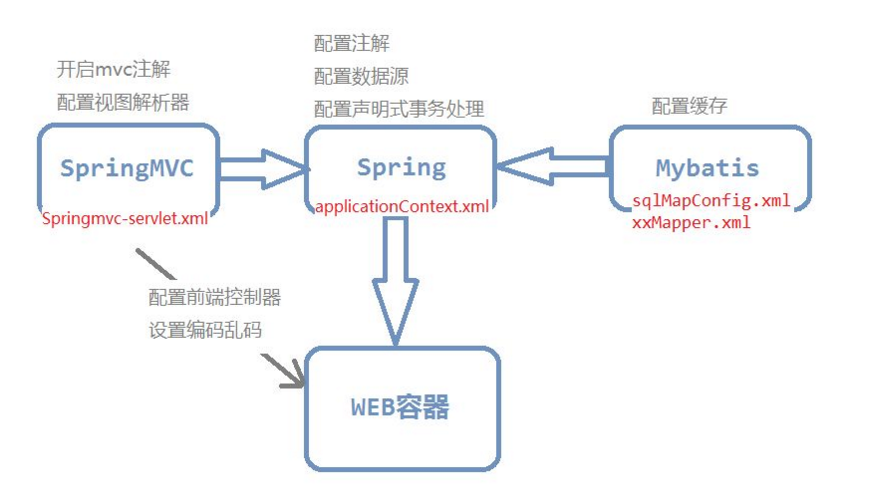 开启mvc注解
配置视图解析器
SpringMVC
Springmvc-servlet.xml
配置注解
配置数据源
配置声明式事务处理
Spring
applicationContext.xml
配置缓存
Mybatis
sqlMapConfig.xml
xxMapper.xml
配置前端控制器
设置编码乱码
WEB容器